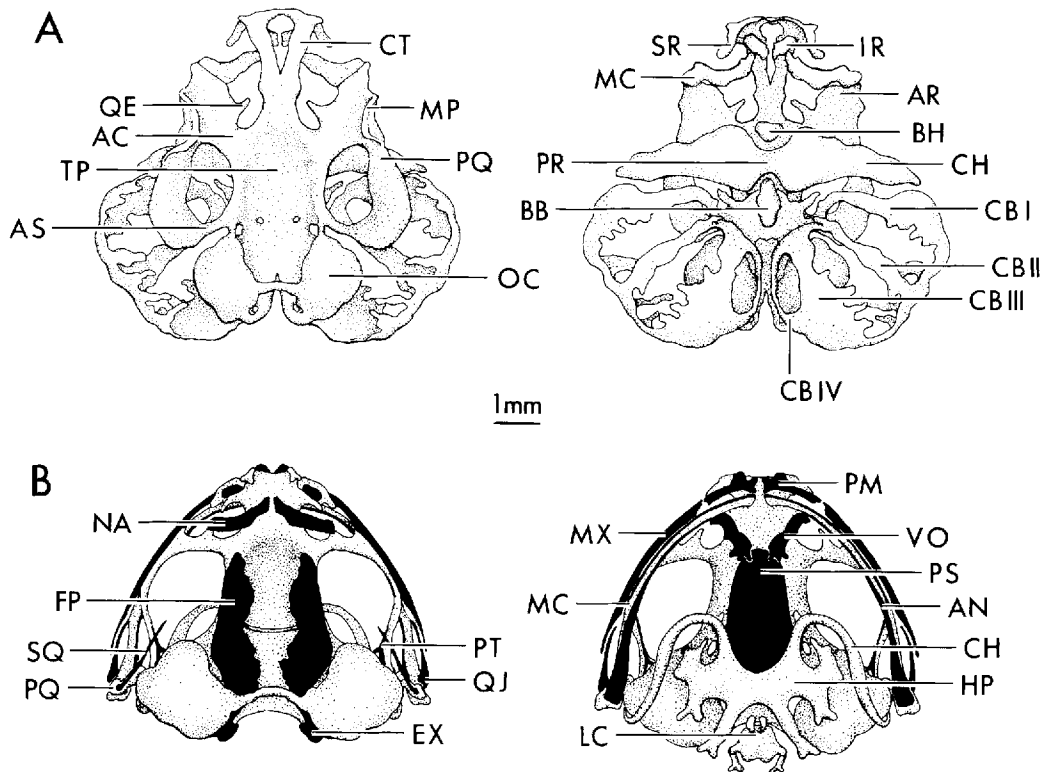 A
CT
QE
MP
AC
PQ
TP
AS
OC
SR
IR
MC
AR
BH
PR
CH
BB
CB I
CB II
CB III
CB IV
1mm
B
NA
FP
SQ
PT
PQ
QJ
EX
PM
MX
VO
PS
MC
AN
CH
HP
LC